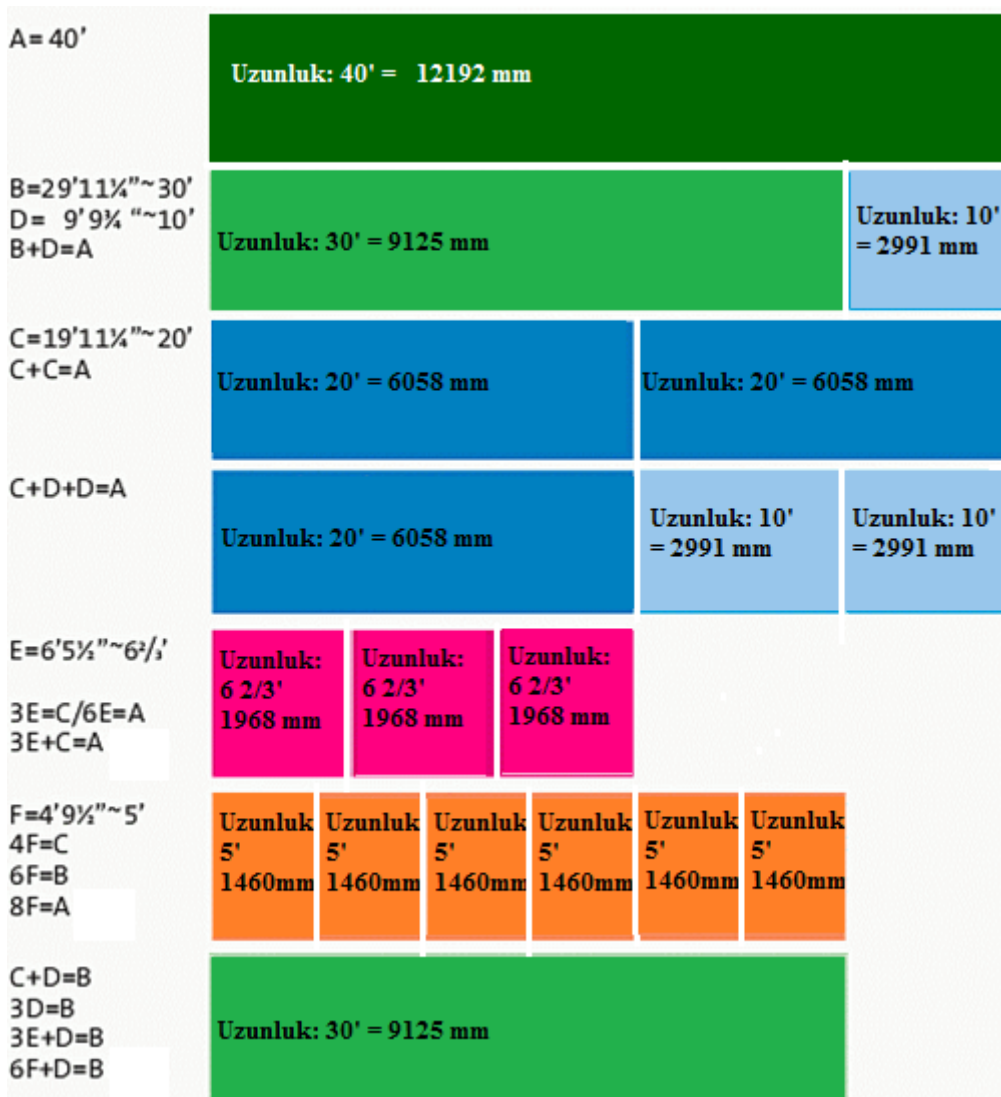 A= 40'
Uzunluk: 40' = 12192 mm
B=29'11¼"~30'
D= 9'9¾ "~10'
B+D=A
Uzunluk: 30' = 9125 mm
Uzunluk: 10'
= 2991 mm
C=19'11¼"~20'
C+C=A
Uzunluk: 20' = 6058 mm
Uzunluk: 20' = 6058 mm
C+D+D=A
Uzunluk: 20' = 6058 mm
Uzunluk: 10'
= 2991 mm
Uzunluk: 10'
= 2991 mm
E=6'5½"~6²/₃'
3E=C/6E=A
3E+C=A
Uzunluk:
6 2/3'
1968 mm
Uzunluk:
6 2/3'
1968 mm
Uzunluk:
6 2/3'
1968 mm
F=4'9½"~5'
4F=C
6F=B
8F=A
Uzunluk
5'
1460mm
Uzunluk
5'
1460mm
Uzunluk
5'
1460mm
Uzunluk
5'
1460mm
Uzunluk
5'
1460mm
Uzunluk
5'
1460mm
C+D=B
3D=B
3E+D=B
6F+D=B
Uzunluk: 30' = 9125 mm